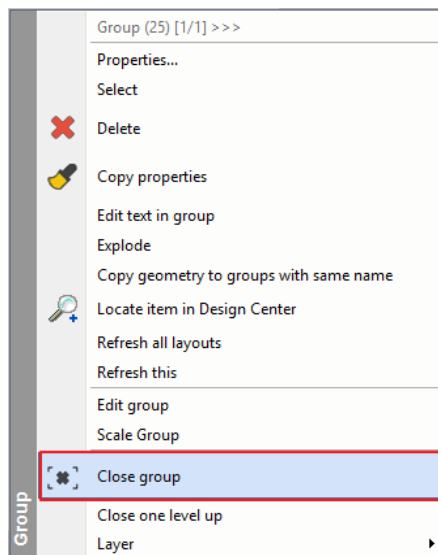 Group (25) [1/1] >>>
Properties...
Select
Delete
Copy properties
Edit text in group
Explode
Copy geometry to groups with same name
Locate item in Design Center
Refresh all layouts
Refresh this
Edit group
Scale Group
Close group
Close one level up
Layer
Group